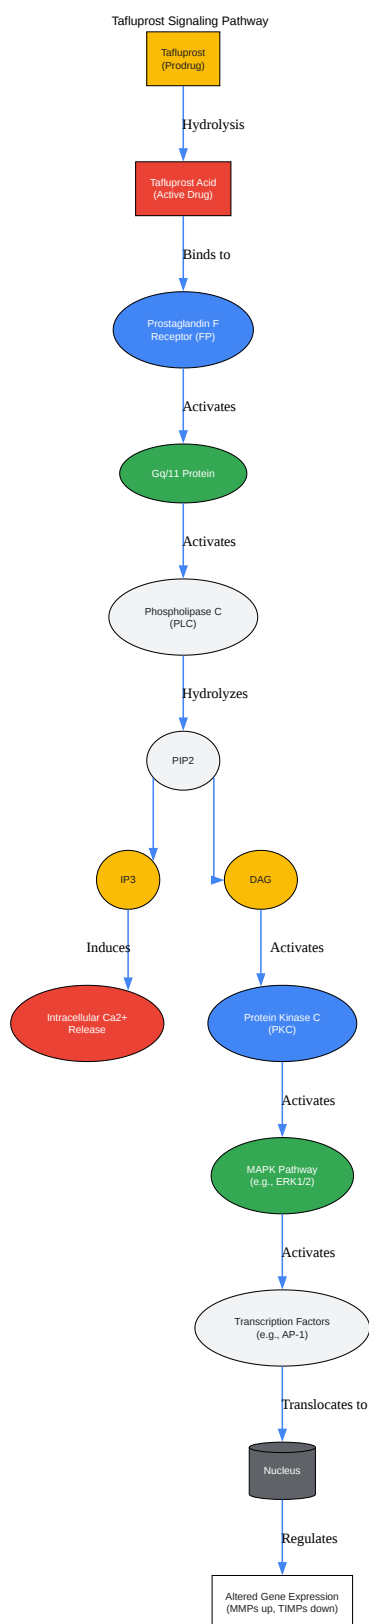 Tafluprost Signaling Pathway
Tafluprost
(Prodrug)
Hydrolysis
Tafluprost Acid
(Active Drug)
Binds to
Prostaglandin F
Receptor (FP)
Activates
Gq/11 Protein
Activates
Phospholipase C
(PLC)
Hydrolyzes
PIP2
IP3
DAG
Induces
Activates
Intracellular Ca2+
Release
Protein Kinase C
(PKC)
Activates
MAPK Pathway
(e.g., ERK1/2)
Activates
Transcription Factors
(e.g., AP-1)
Translocates to
Nucleus
Regulates
Altered Gene Expression
(MMPs up, TIMPs down)